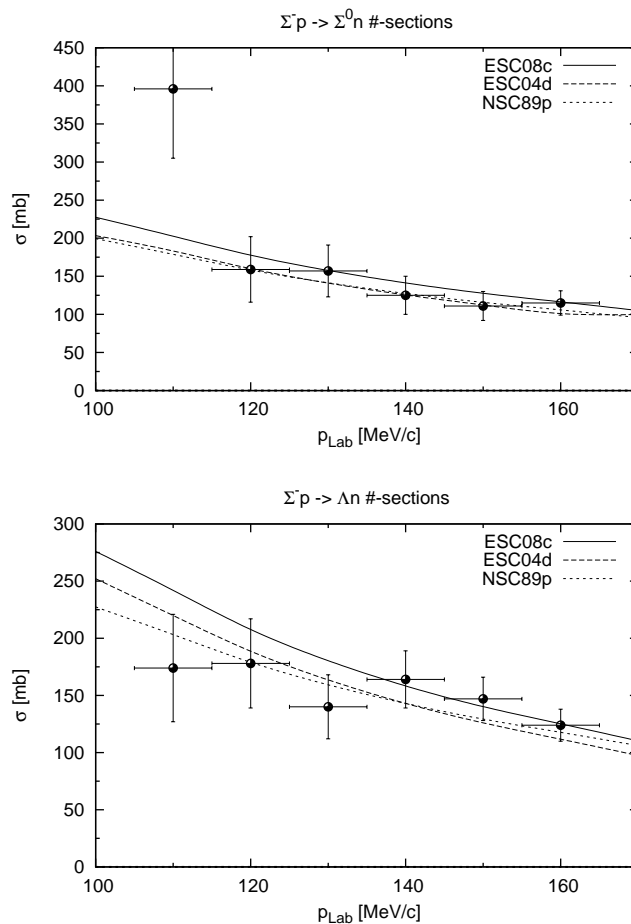 Σ⁻p -> Σ⁰n #-sections
450
400
350
300
250
200
150
100
50
0
σ [mb]
ESC08c
ESC04d
NSC89p
100 120 140 160
p_Lab [MeV/c]
Σ⁻p -> Λn #-sections
300
250
200
150
100
50
0
σ [mb]
ESC08c
ESC04d
NSC89p
100 120 140 160
p_Lab [MeV/c]